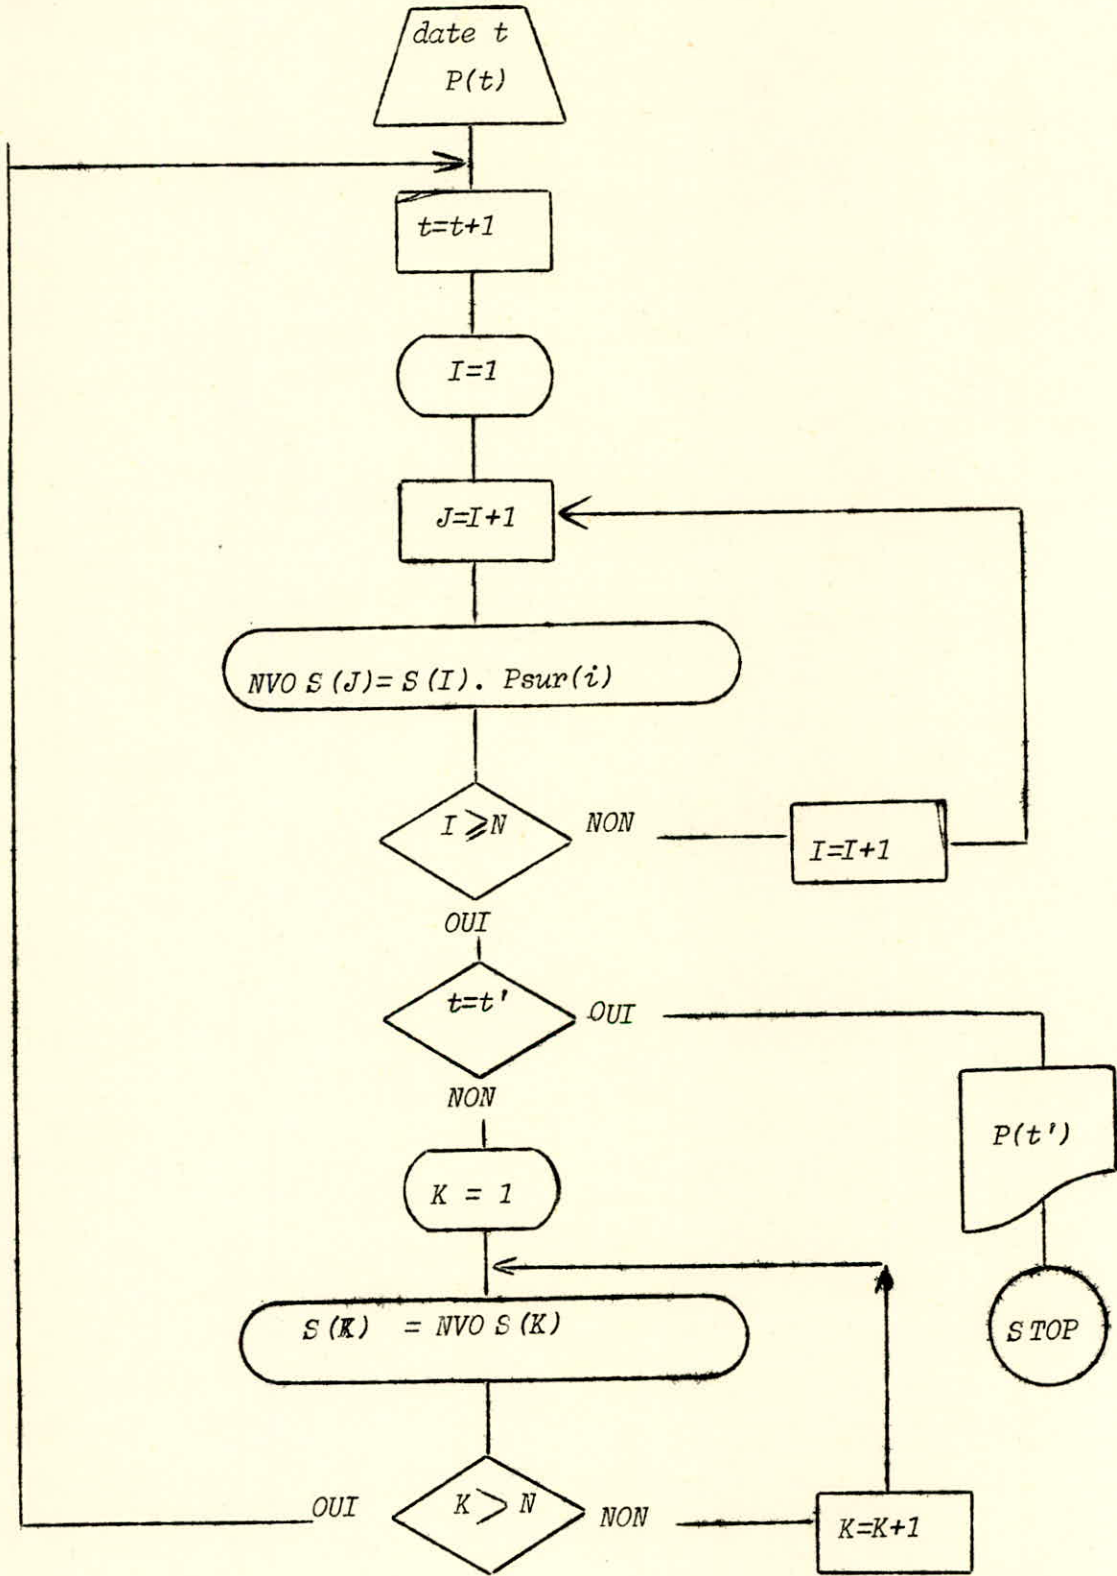 date t
P(t)
t=t+1
I=1
J=I+1
NVO S(J)= S(I). Psur(i)
I ⩾ N
NON
I=I+1
OUI
t=t'
OUI
NON
P(t')
K = 1
S(K) = NVO S(K)
STOP
OUI
K > N
NON
K=K+1